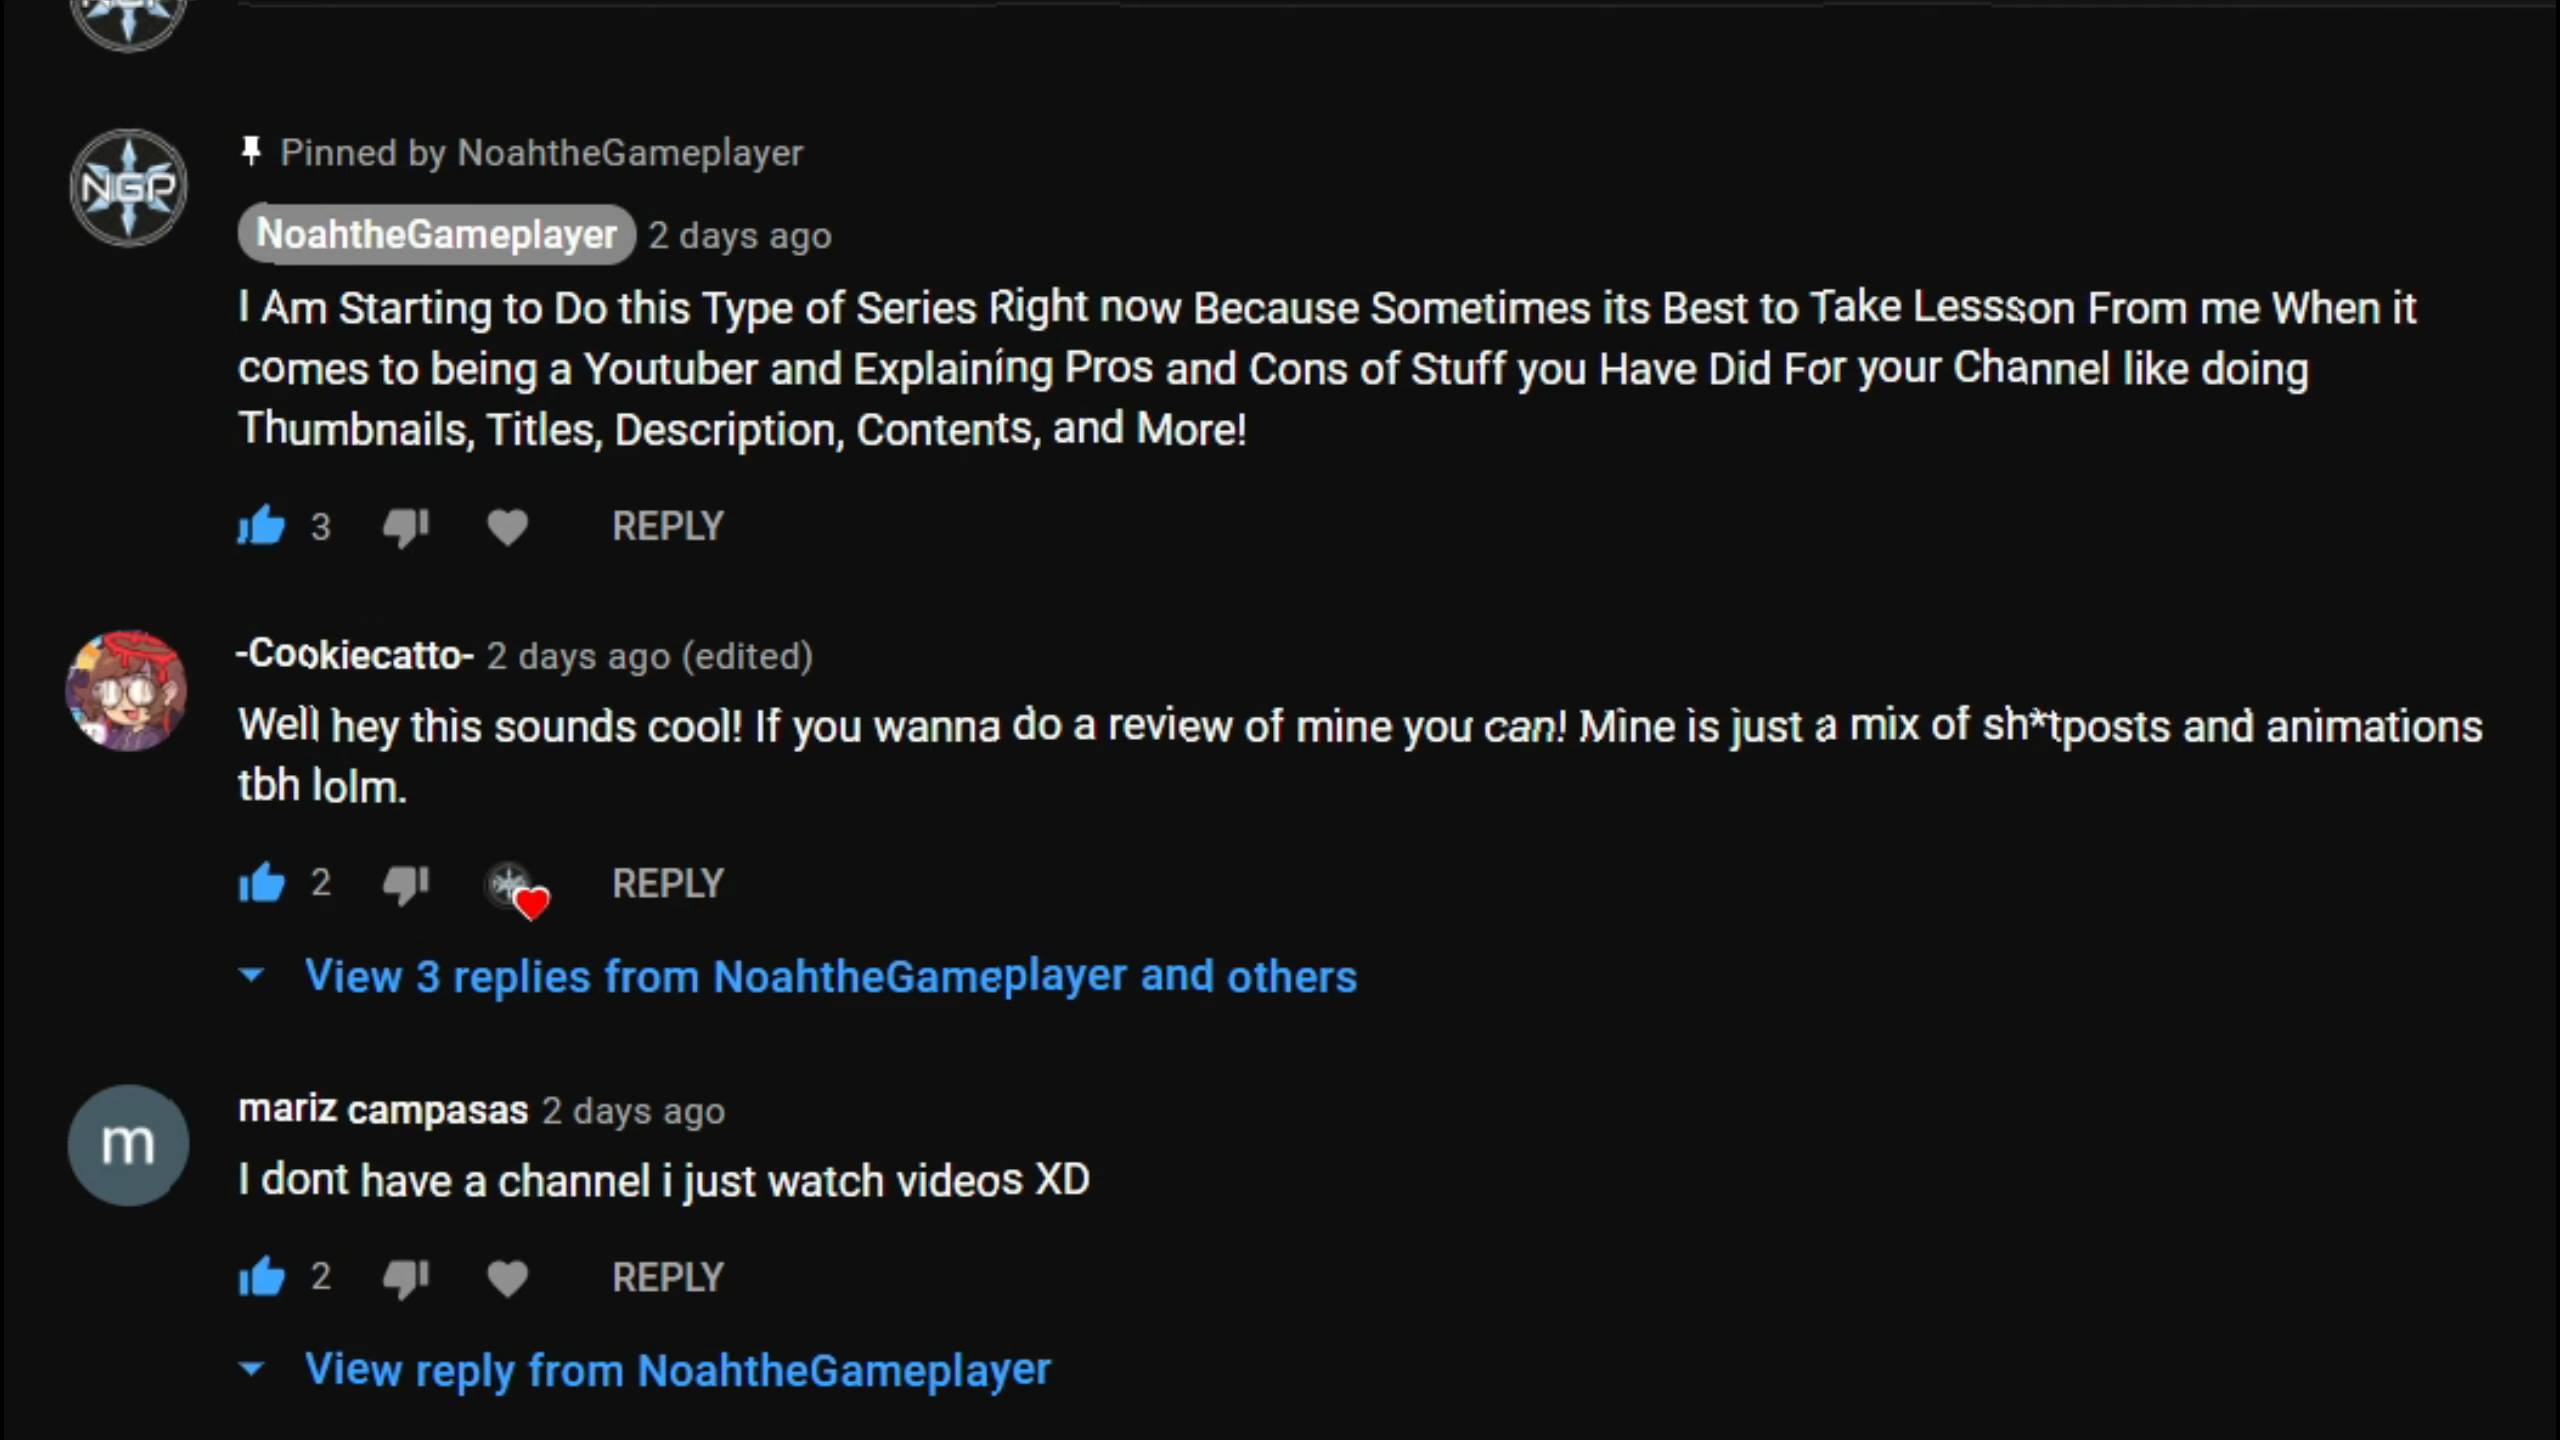 NGP
Pinned by NoahtheGameplayer
NoahtheGameplayer 2 days ago
I Am Starting to Do this Type of Series Right now Because Sometimes its Best to Take Lessson From me When it
comes to being a Youtuber and Explaining Pros and Cons of Stuff you Have Did For your Channel like doing
Thumbnails, Titles, Description, Contents, and More!
3 REPLY
-Cookiecatto- 2 days ago (edited)
Well hey this sounds cool! If you wanna do a review of mine you can! Mine is just a mix of sh*tposts and animations
tbh lolm.
2 REPLY
View 3 replies from NoahtheGameplayer and others
m
mariz campasas 2 days ago
I dont have a channel i just watch videos XD
2 REPLY
View reply from NoahtheGameplayer